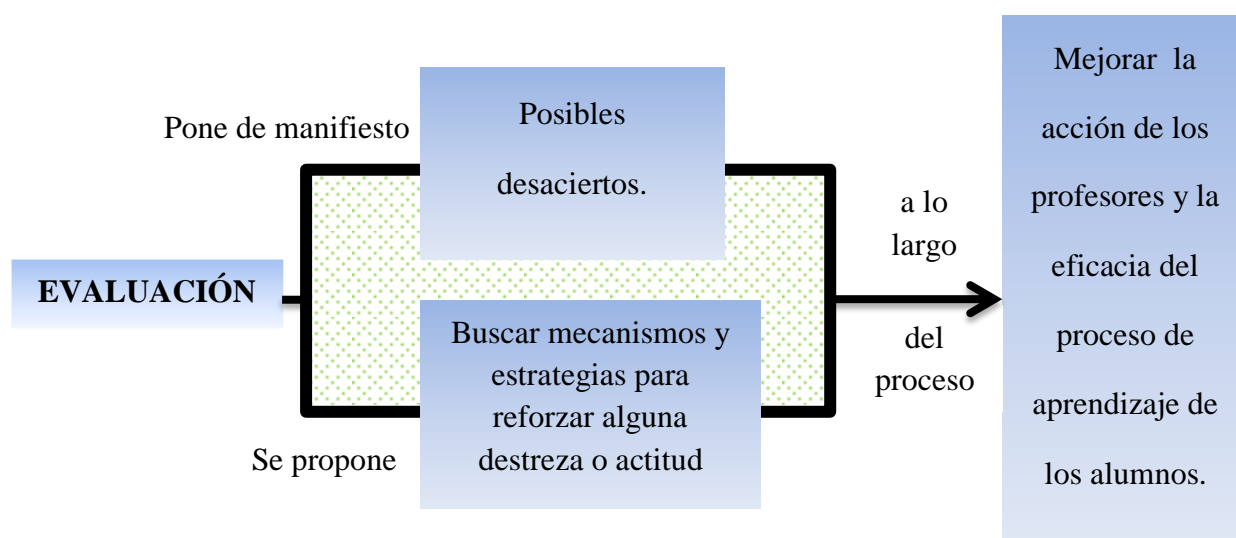 EVALUACIÓN
Pone de manifiesto
Posibles
desaciertos.
Se propone
Buscar mecanismos y
estrategias para
reforzar alguna
destreza o actitud
a lo
largo
del
proceso
Mejorar la
acción de los
profesores y la
eficacia del
proceso de
aprendizaje de
los alumnos.